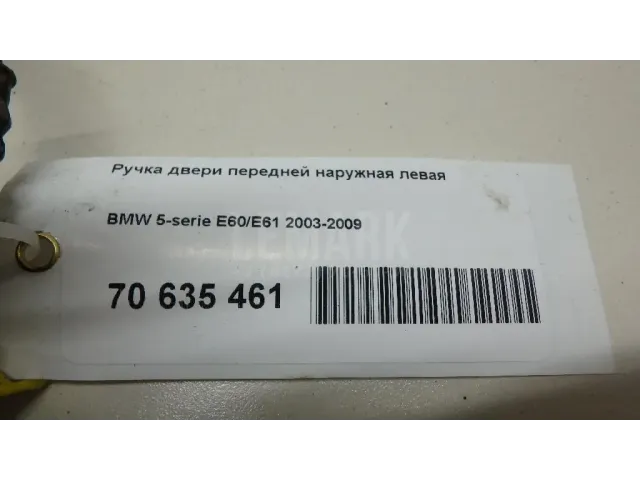 Ручка двери передней наружная левая
BMW 5-serie E60/E61 2003-2009
70 635 461